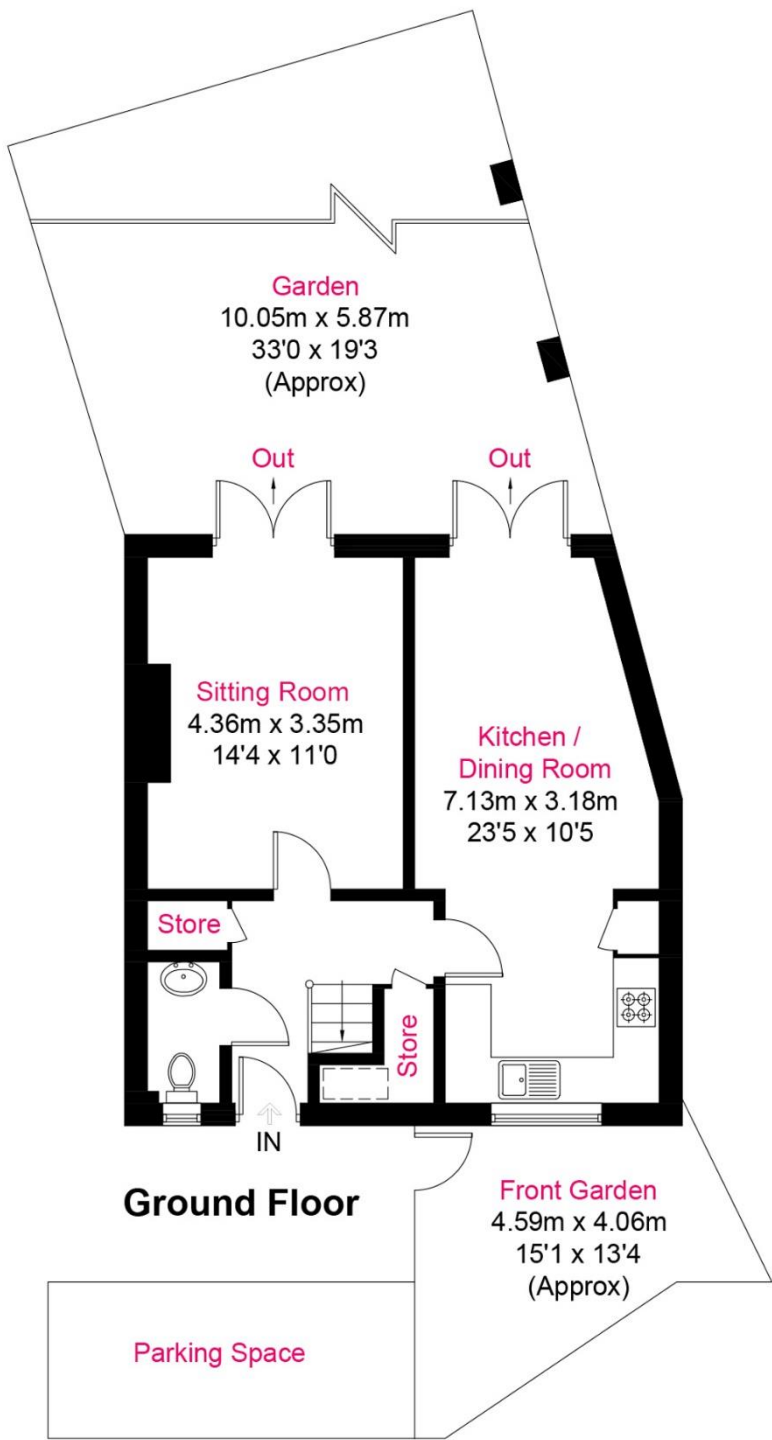 Garden
10.05m x 5.87m
33'0 x 19'3
(Approx)
Out
Out
Sitting Room
4.36m x 3.35m
14'4 x 11'0
Kitchen /
Dining Room
7.13m x 3.18m
23'5 x 10'5
Store
Store
IN
Ground Floor
Front Garden
4.59m x 4.06m
15'1 x 13'4
(Approx)
Parking Space